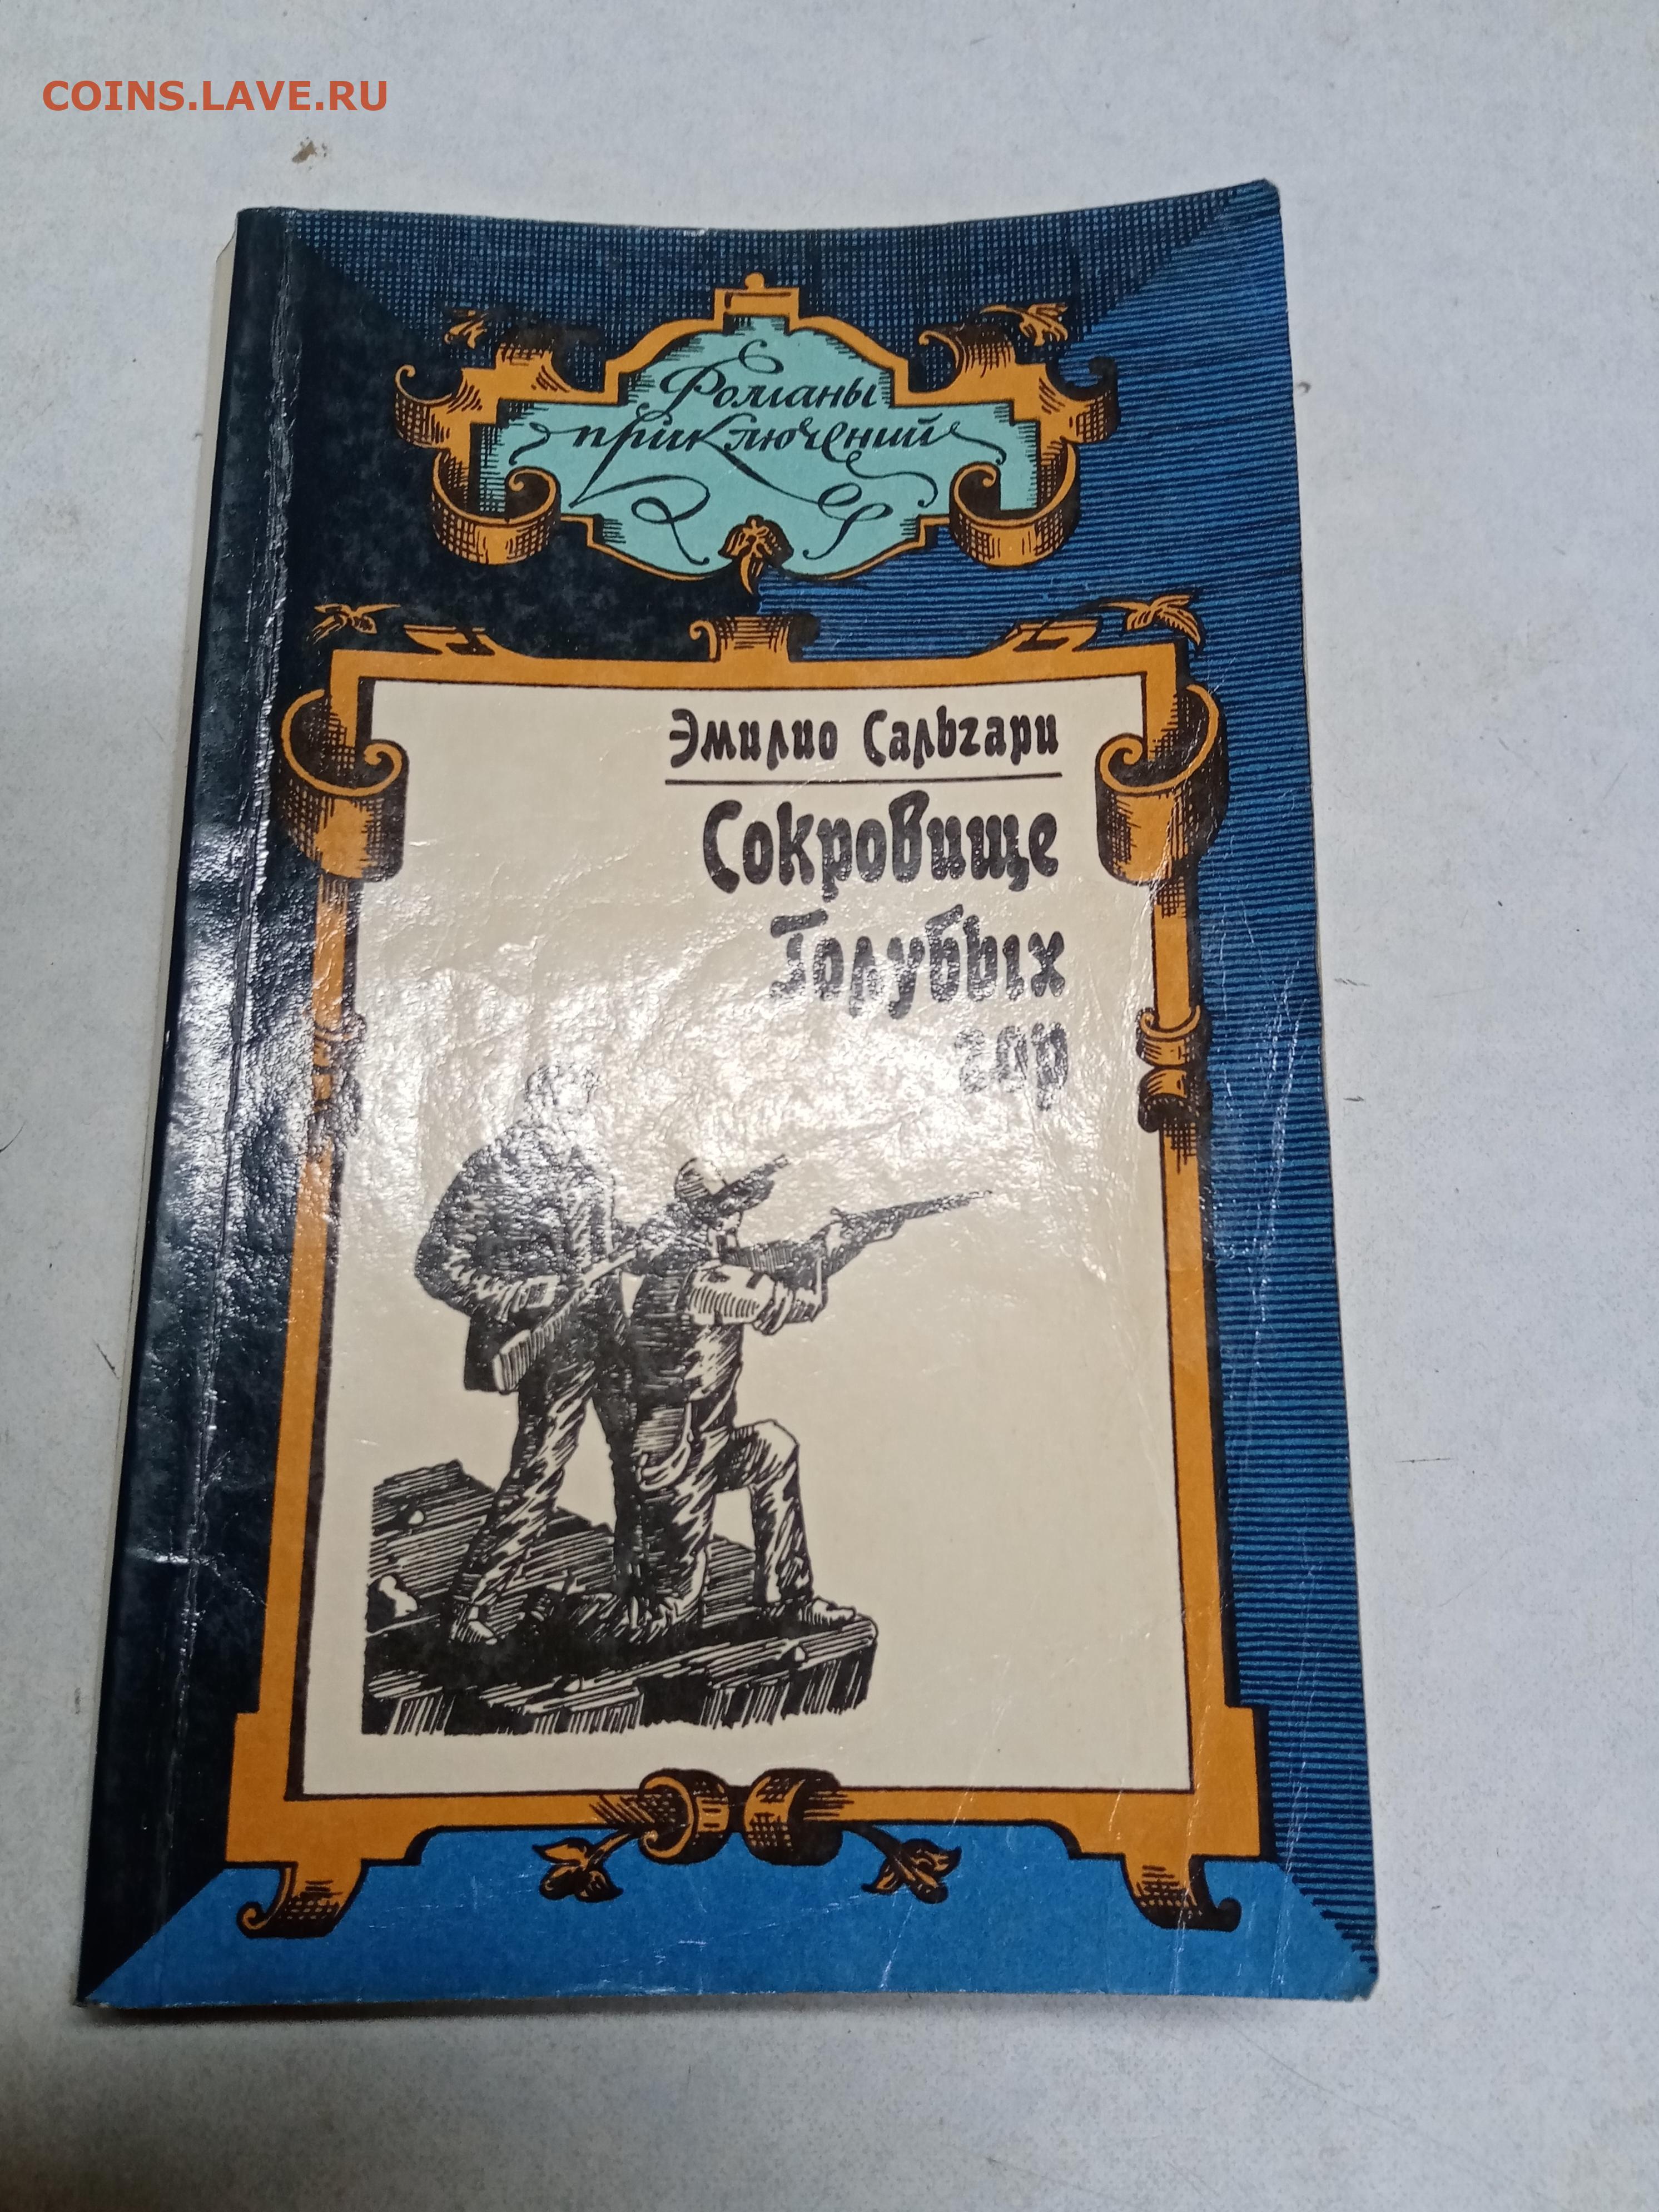 COINS.LAVE.RU
Романы
приключений
Эмилио Сальгари
Сокровище
Голубых
гор